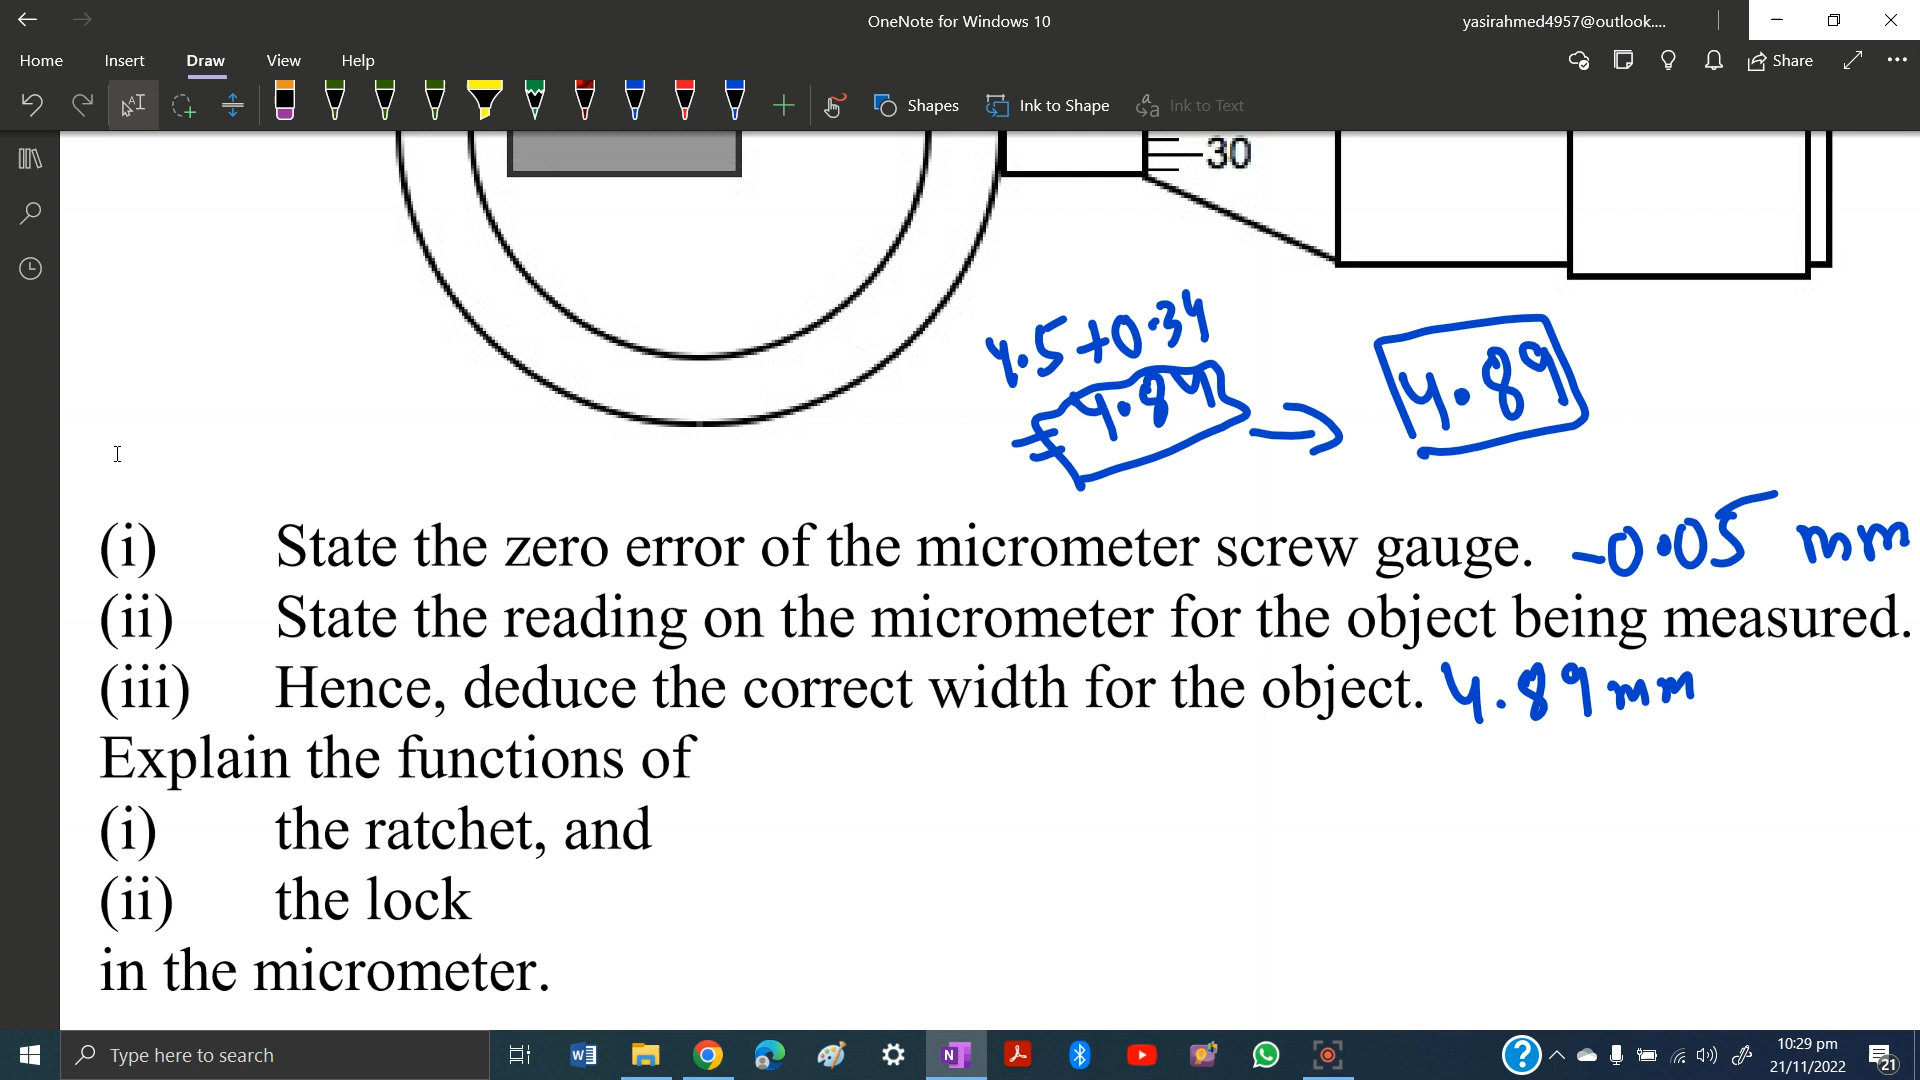 OneNote for Windows 10
yasirahmed4957@outlook....
Home Insert Draw View Help
Share
Shapes Ink to Shape Ink to Text
30
4.5+0.34
= 4.84 → 4.89
(i) State the zero error of the micrometer screw gauge. -0.05 mm
(ii) State the reading on the micrometer for the object being measured.
(iii) Hence, deduce the correct width for the object. 4.89 mm
Explain the functions of
(i) the ratchet, and
(ii) the lock
in the micrometer.
Type here to search
10:29 pm
21/11/2022
21